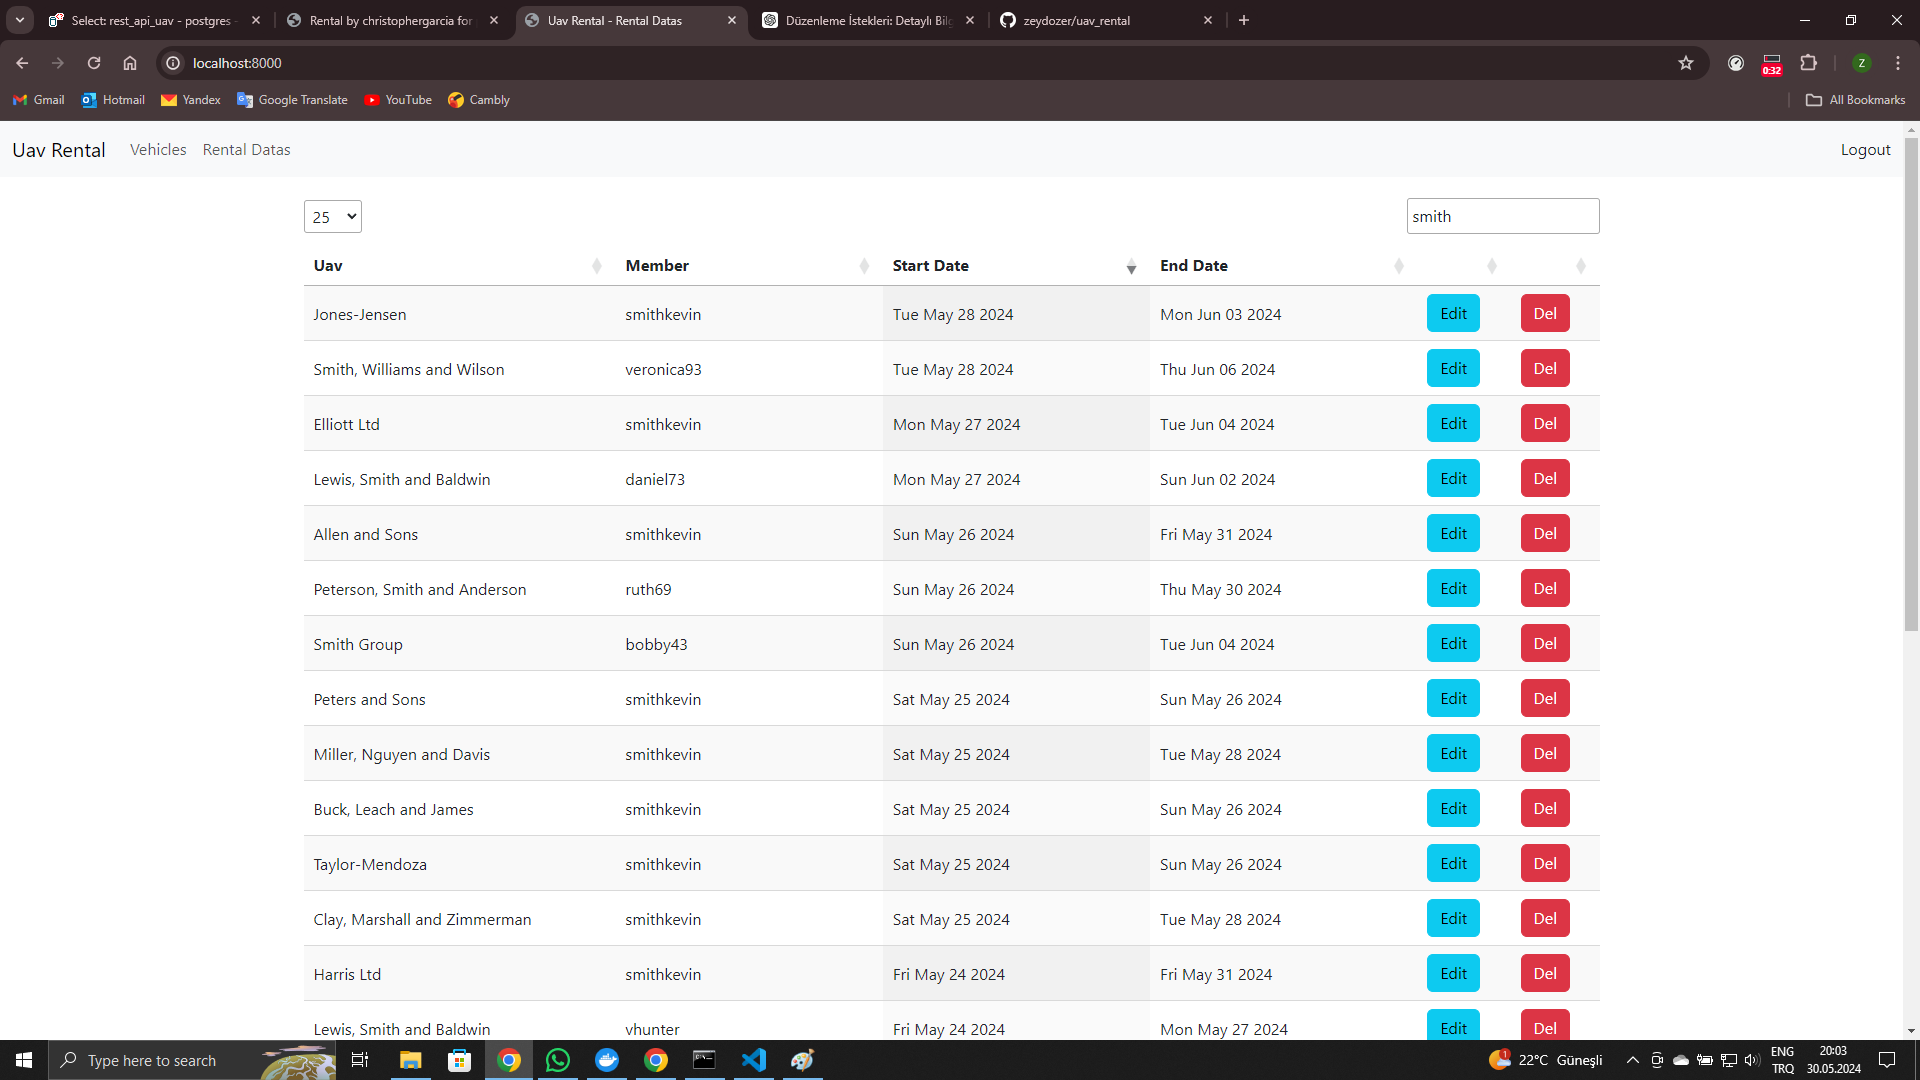 Select: rest_api_uav - postgres -
Rental by christophergarcia for
Uav Rental - Rental Datas
Düzenleme İstekleri: Detaylı Bilg
zeydozer/uav_rental
localhost:8000
0:32
Z
Gmail
Hotmail
Yandex
Google Translate
YouTube
Cambly
All Bookmarks
Uav Rental
Vehicles
Rental Datas
Logout
25
smith
Uav Member Start Date End Date
Jones-Jensen smithkevin Tue May 28 2024 Mon Jun 03 2024 Edit Del
Smith, Williams and Wilson veronica93 Tue May 28 2024 Thu Jun 06 2024 Edit Del
Elliott Ltd smithkevin Mon May 27 2024 Tue Jun 04 2024 Edit Del
Lewis, Smith and Baldwin daniel73 Mon May 27 2024 Sun Jun 02 2024 Edit Del
Allen and Sons smithkevin Sun May 26 2024 Fri May 31 2024 Edit Del
Peterson, Smith and Anderson ruth69 Sun May 26 2024 Thu May 30 2024 Edit Del
Smith Group bobby43 Sun May 26 2024 Tue Jun 04 2024 Edit Del
Peters and Sons smithkevin Sat May 25 2024 Sun May 26 2024 Edit Del
Miller, Nguyen and Davis smithkevin Sat May 25 2024 Tue May 28 2024 Edit Del
Buck, Leach and James smithkevin Sat May 25 2024 Sun May 26 2024 Edit Del
Taylor-Mendoza smithkevin Sat May 25 2024 Sun May 26 2024 Edit Del
Clay, Marshall and Zimmerman smithkevin Sat May 25 2024 Tue May 28 2024 Edit Del
Harris Ltd smithkevin Fri May 24 2024 Fri May 31 2024 Edit Del
Lewis, Smith and Baldwin vhunter Fri May 24 2024 Mon May 27 2024 Edit Del
Type here to search
1
22°C Güneşli
ENG
TRQ
20:03
30.05.2024